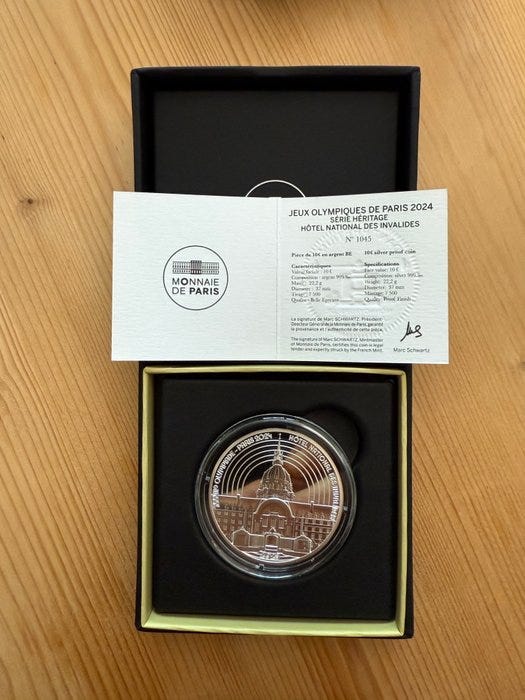 MONNAIE
DE PARIS
JEUX OLYMPIQUES DE PARIS 2024
SÉRIE HÉRITAGE
HÔTEL NATIONAL DES INVALIDES
N° 1045
Pièce de 10€ en argent BE
Caractéristiques
Valeur faciale : 10 €
Composition : argent 999 ‰
Masse : 22,2 g
Diamètre : 37 mm
Tirage : 7 500
Qualité : Belle Epreuve
10€ silver proof coin
Specifications
Face value: 10 €
Composition: silver 999 ‰
Weight: 22,2 g
Diameter: 37 mm
Mintage: 7 500
Quality: Proof Finish
La signature de Marc SCHWARTZ, Président-
Directeur Général de la Monnaie de Paris, garantit
la provenance et l'authenticité de cette pièce.
The signature of Marc SCHWARTZ, Mintmaster
of Monnaie de Paris, certifies this coin is legal
tender and expertly struck by the French Mint.
Marc Schwartz
OLYMPIADE - PARIS 2024
HÔTEL NATIONAL DES INVALIDES